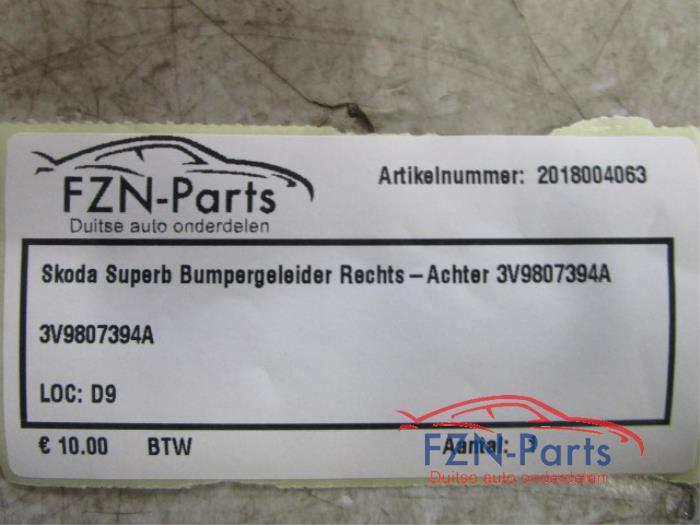 FZN-Parts
Duitse auto onderdelen
Artikelnummer: 2018004063
Skoda Superb Bumpergeleider Rechts-Achter 3V9807394A
3V9807394A
LOC: D9
€ 10.00 BTW Aantal: 1
FZN-Parts
Duitse auto onderdelen